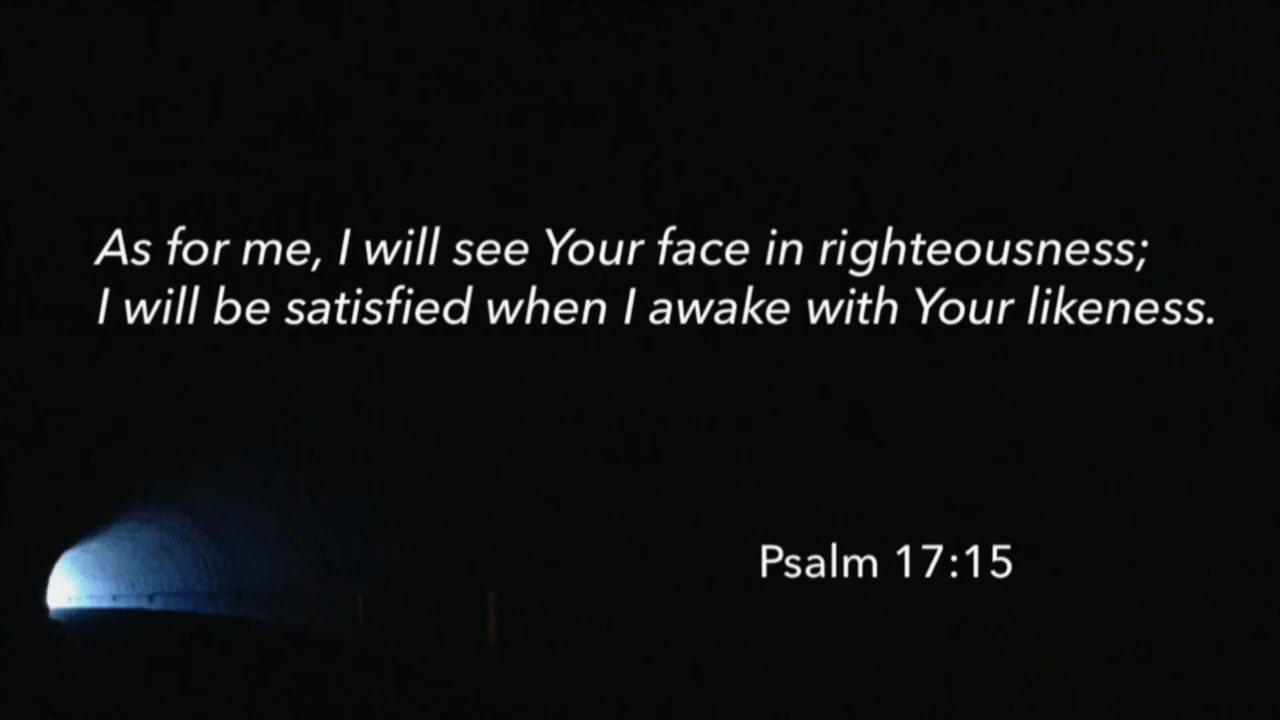 As for me, I will see Your face in righteousness;
I will be satisfied when I awake with Your likeness.
Psalm 17:15